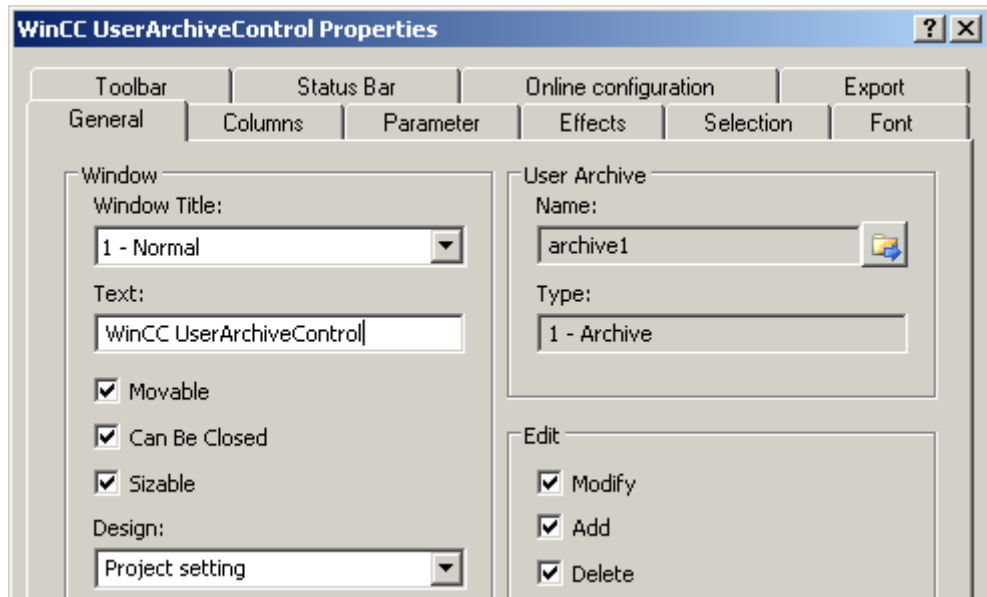 WinCC UserArchiveControl Properties
Toolbar Status Bar Online configuration Export
General Columns Parameter Effects Selection Font
Window
Window Title:
1 - Normal
Text:
WinCC UserArchiveControl
Movable
Can Be Closed
Sizable
Design:
Project setting
User Archive
Name:
archive1
Type:
1 - Archive
Edit
Modify
Add
Delete